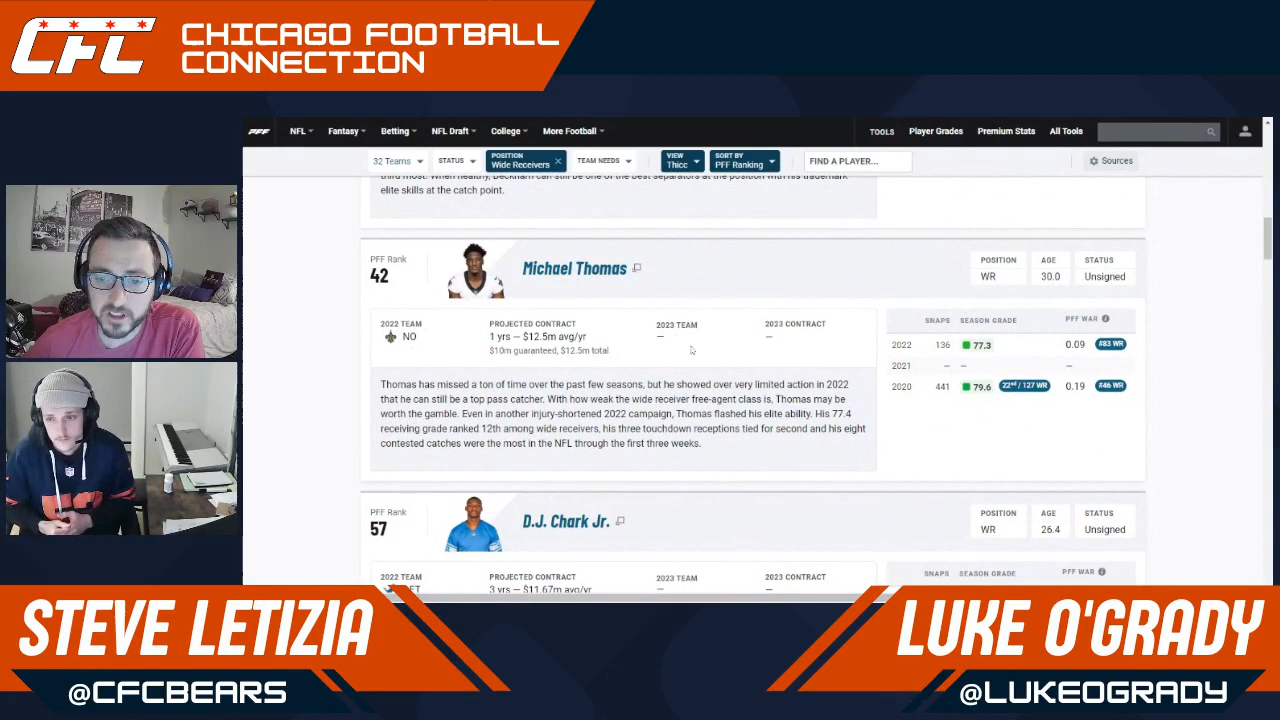 CFC
CHICAGO FOOTBALL
CONNECTION
PFF NFL Fantasy Betting NFL Draft College More Football TOOLS Player Grades Premium Stats All Tools
32 Teams STATUS POSITION Wide Receivers × TEAM NEEDS VIEW Thicc SORT BY PFF Ranking FIND A PLAYER... Sources
third most. When healthy, Beckham can still be one of the best separators at the position with his trademark
elite skills at the catch point.
PFF Rank
42
Michael Thomas
POSITION AGE STATUS
WR 30.0 Unsigned
2022 TEAM PROJECTED CONTRACT 2023 TEAM 2023 CONTRACT
NO 1 yrs — $12.5m avg/yr — —
$10m guaranteed, $12.5m total
SNAPS SEASON GRADE PFF WAR
2022 136 77.3 0.09 #83 WR
2021 — — —
2020 441 79.6 22nd / 127 WR 0.19 #46 WR
Thomas has missed a ton of time over the past few seasons, but he showed over very limited action in 2022
that he can still be a top pass catcher. With how weak the wide receiver free-agent class is, Thomas may be
worth the gamble. Even in another injury-shortened 2022 campaign, Thomas flashed his elite ability. His 77.4
receiving grade ranked 12th among wide receivers, his three touchdown receptions tied for second and his eight
contested catches were the most in the NFL through the first three weeks.
PFF Rank
57
D.J. Chark Jr.
POSITION AGE STATUS
WR 26.4 Unsigned
2022 TEAM PROJECTED CONTRACT 2023 TEAM 2023 CONTRACT
3 yrs — $11.67m avg/yr — —
SNAPS SEASON GRADE PFF WAR
STEVE LETIZIA
@CFCBEARS
LUKE O'GRADY
@LUKEOGRADY